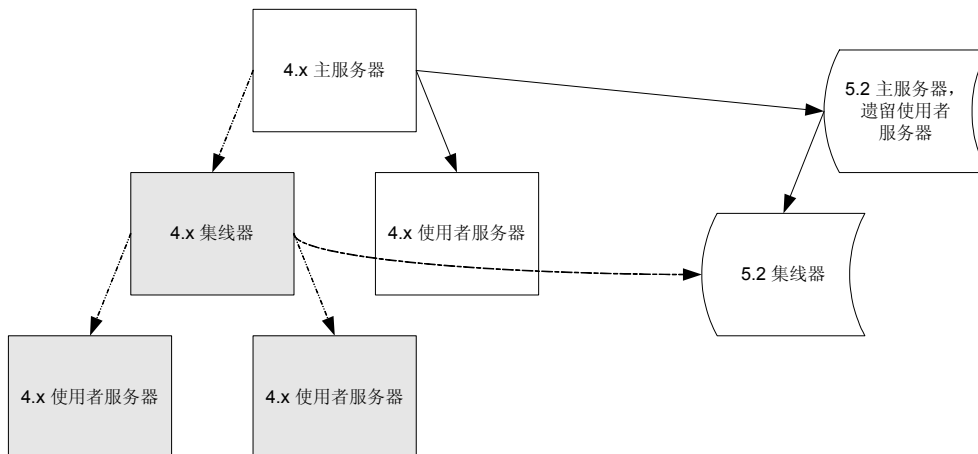 4.x 主服务器
5.2 主服务器，
遗留使用者
服务器
4.x 集线器
4.x 使用者服务器
5.2 集线器
4.x 使用者服务器
4.x 使用者服务器